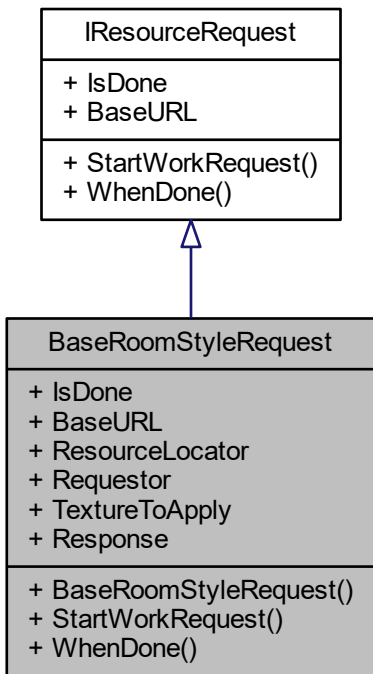 IResourceRequest
+ IsDone
+ BaseURL
+ StartWorkRequest()
+ WhenDone()
BaseRoomStyleRequest
+ IsDone
+ BaseURL
+ ResourceLocator
+ Requestor
+ TextureToApply
+ Response
+ BaseRoomStyleRequest()
+ StartWorkRequest()
+ WhenDone()